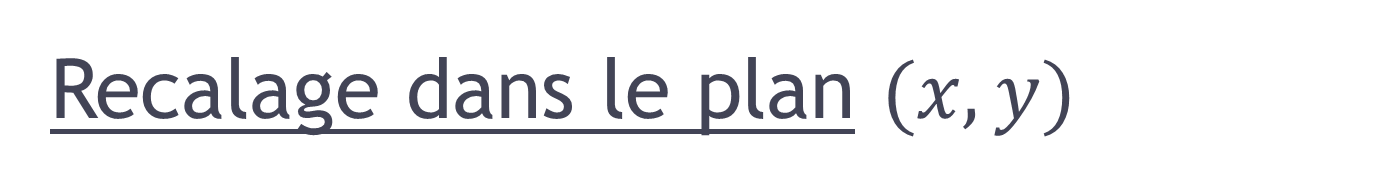 Recalage dans le plan (x, y)